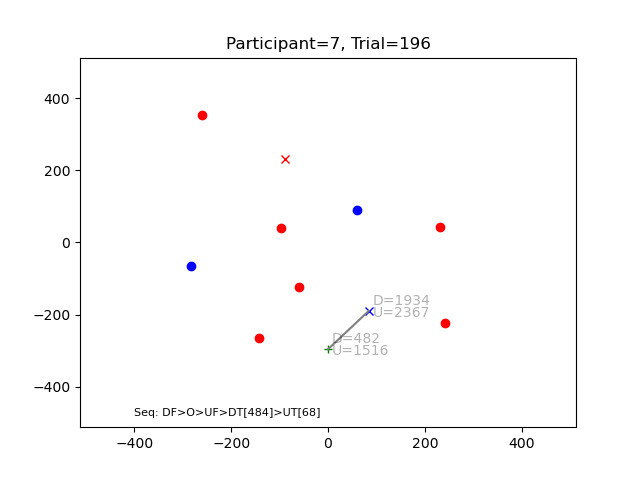 Participant=7, Trial=196
400
200
0
−200
−400
D=1934
U=2367
D=482
U=1516
Seq: DF>O>UF>DT[484]>UT[68]
−400
−200
0
200
400